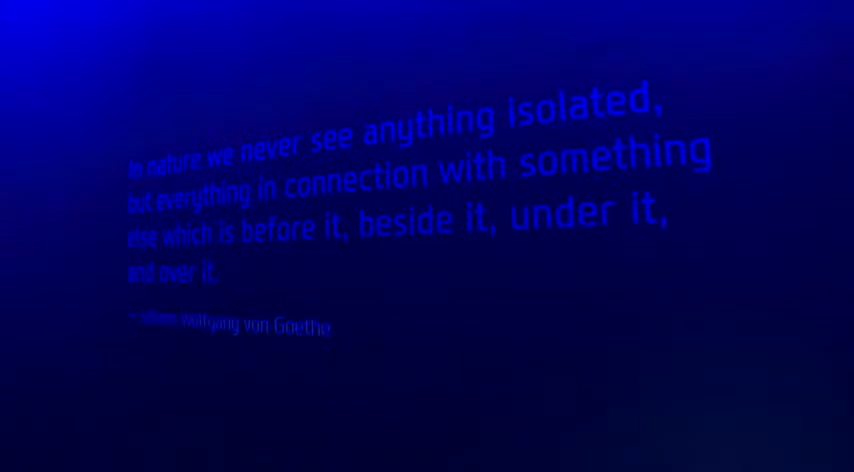 In nature we never see anything isolated,
but everything in connection with something
else which is before it, beside it, under it,
and over it.
Wolfgang von Goethe